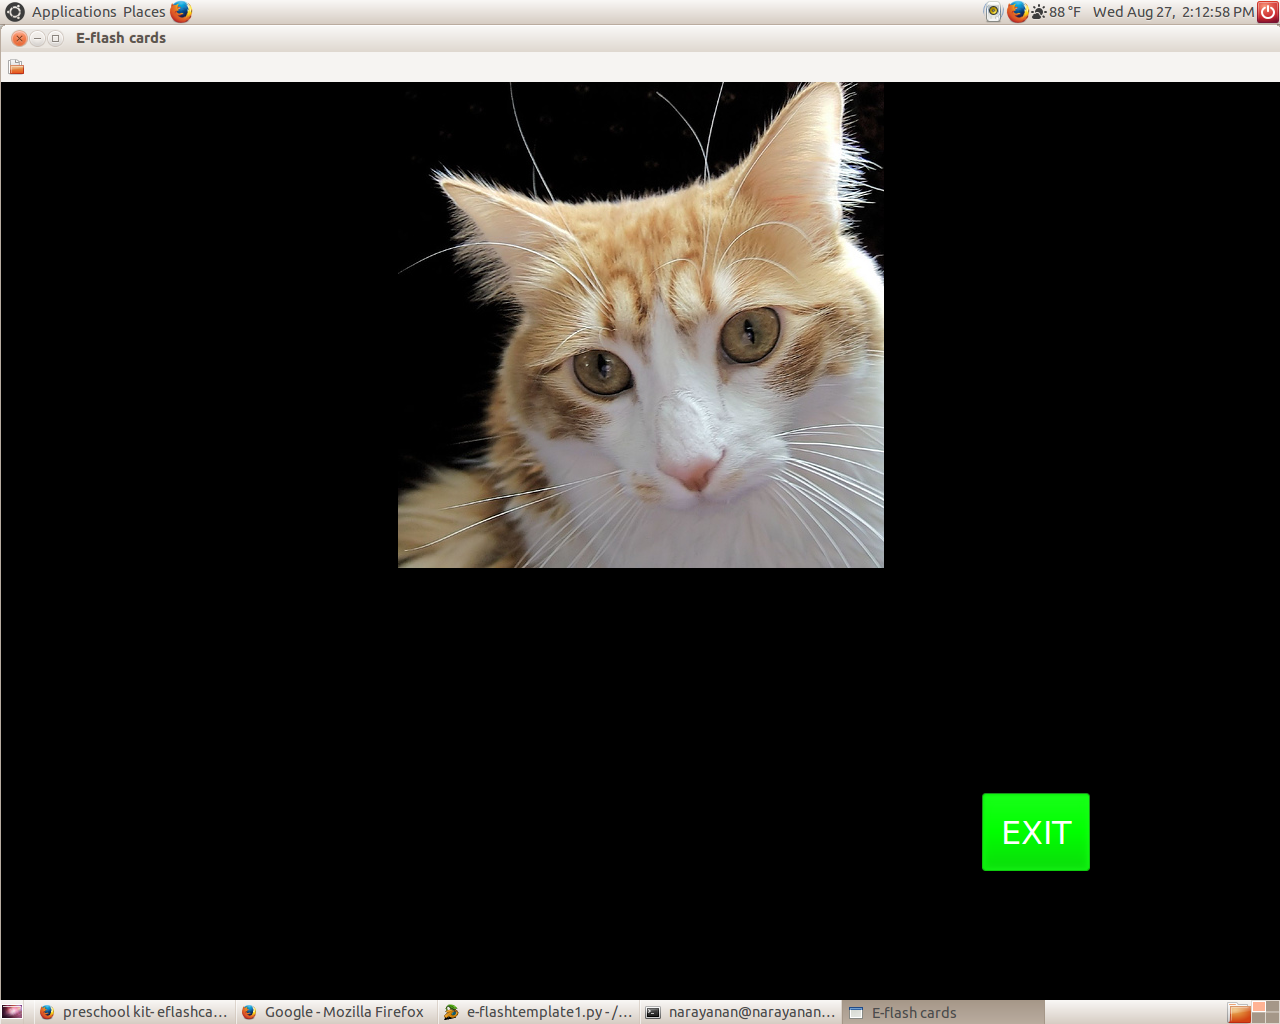 Applications Places 88 °F Wed Aug 27, 2:12:58 PM
E-flash cards
EXIT
preschool kit- eflashca... Google - Mozilla Firefox e-flashtemplate1.py - /... narayanan@narayanan... E-flash cards